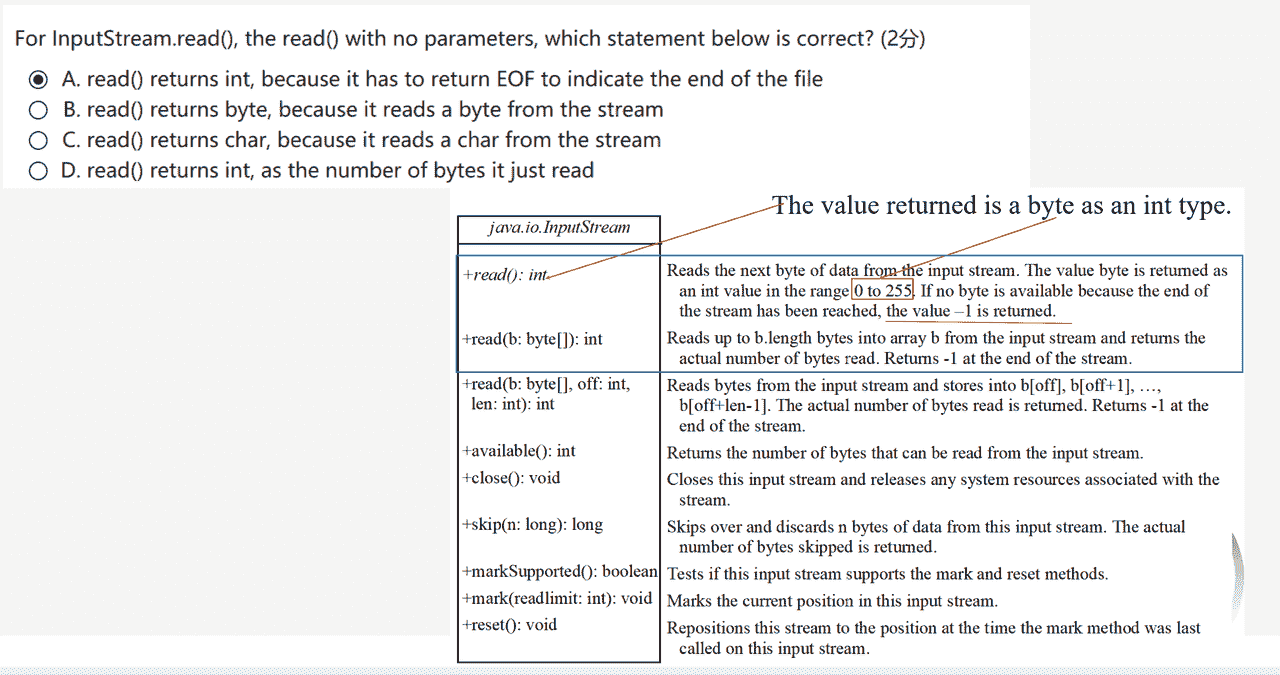 For InputStream.read(), the read() with no parameters, which statement below is correct? (2分)
A. read() returns int, because it has to return EOF to indicate the end of the file
B. read() returns byte, because it reads a byte from the stream
C. read() returns char, because it reads a char from the stream
D. read() returns int, as the number of bytes it just read
The value returned is a byte as an int type.
java.io.InputStream
+read(): int
Reads the next byte of data from the input stream. The value byte is returned as
an int value in the range 0 to 255. If no byte is available because the end of
the stream has been reached, the value –1 is returned.
+read(b: byte[]): int
Reads up to b.length bytes into array b from the input stream and returns the
actual number of bytes read. Returns -1 at the end of the stream.
+read(b: byte[], off: int,
len: int): int
Reads bytes from the input stream and stores into b[off], b[off+1], …,
b[off+len-1]. The actual number of bytes read is returned. Returns -1 at the
end of the stream.
+available(): int
Returns the number of bytes that can be read from the input stream.
+close(): void
Closes this input stream and releases any system resources associated with the
stream.
+skip(n: long): long
Skips over and discards n bytes of data from this input stream. The actual
number of bytes skipped is returned.
+markSupported(): boolean
Tests if this input stream supports the mark and reset methods.
+mark(readlimit: int): void
Marks the current position in this input stream.
+reset(): void
Repositions this stream to the position at the time the mark method was last
called on this input stream.